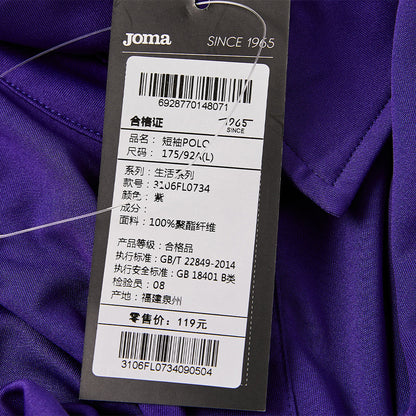 Joma SINCE 1965
6928770148071
合格证
1965
SINCE
品名：短袖POLO
尺码：175/92A(L)
系列：生活系列
款号：3106FL0734
颜色：紫
成分：
面料：100%聚酯纤维
产品等级：合格品
执行标准：GB/T 22849-2014
执行安全标准：GB 18401 B类
检验员：08
产地：福建泉州
零售价：119元
3106FL0734090504